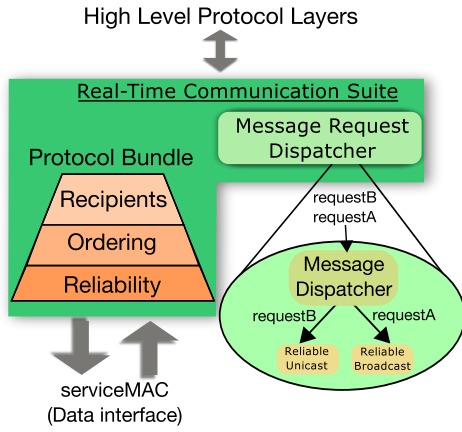 High Level Protocol Layers
Real-Time Communication Suite
Message Request
Dispatcher
Protocol Bundle
Recipients
Ordering
Reliability
requestB
requestA
Message
Dispatcher
requestB
requestA
Reliable
Unicast
Reliable
Broadcast
serviceMAC
(Data interface)